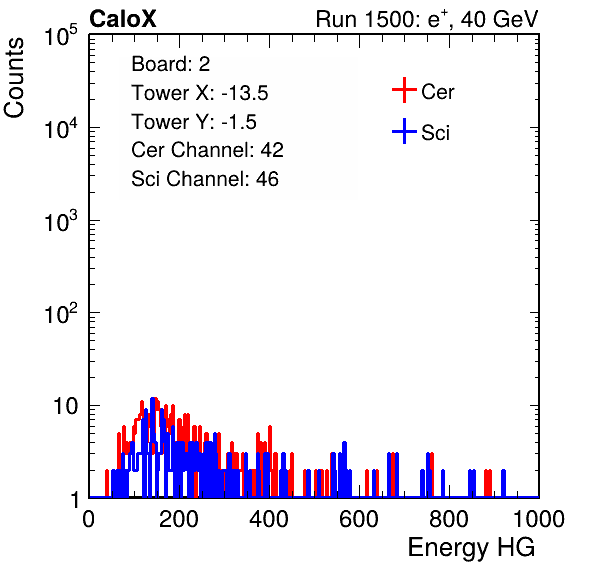 CaloX Run 1500: e⁺, 40 GeV
Counts
Board: 2
Tower X: -13.5
Tower Y: -1.5
Cer Channel: 42
Sci Channel: 46
Cer
Sci
10⁵
10⁴
10³
10²
10
1
0 200 400 600 800 1000
Energy HG